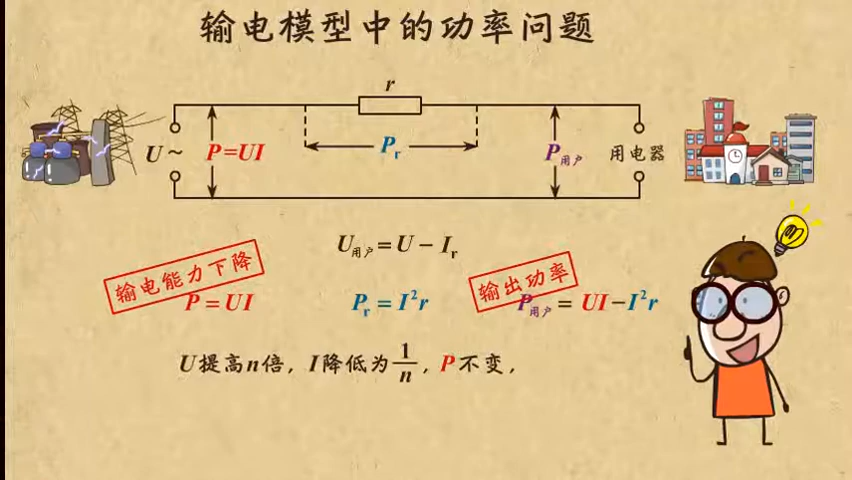 输电模型中的功率问题
r
U~ P=UI Pr P用户 用电器
U用户=U-Ir
输电能力下降 输出功率
P=UI Pr=I²r P用户=UI-I²r
U提高n倍，I降低为1/n，P不变，